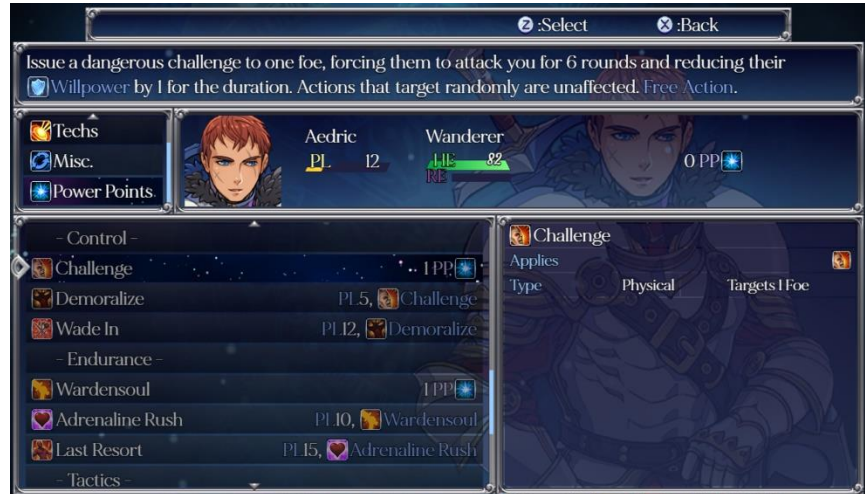 Z :Select X :Back
Issue a dangerous challenge to one foe, forcing them to attack you for 6 rounds and reducing their
Willpower by 1 for the duration. Actions that target randomly are unaffected. Free Action.
Techs
Misc.
Power Points
Aedric Wanderer
PL 12 HE 82 0 PP
RE
- Control -
Challenge 1 PP
Demoralize PL5, Challenge
Wade In PL12, Demoralize
- Endurance -
Wardensoul 1 PP
Adrenaline Rush PL10, Wardensoul
Last Resort PL15, Adrenaline Rush
- Tactics -
Challenge
Applies
Type Physical Targets 1 Foe